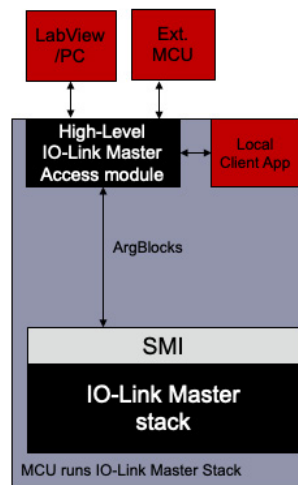 LabView
/PC
Ext.
MCU
High-Level
IO-Link Master
Access module
Local
Client App
ArgBlocks
SMI
IO-Link Master
stack
MCU runs IO-Link Master Stack